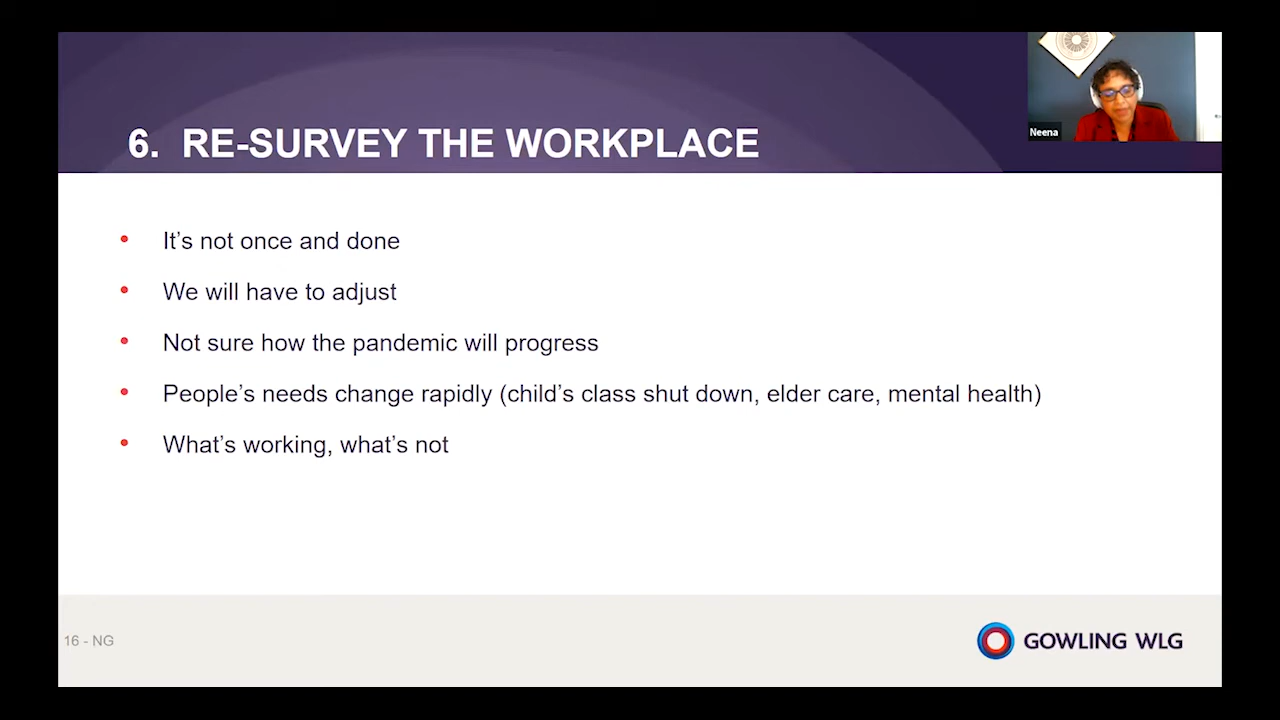 6. RE-SURVEY THE WORKPLACE
Neena
• It’s not once and done
• We will have to adjust
• Not sure how the pandemic will progress
• People’s needs change rapidly (child’s class shut down, elder care, mental health)
• What’s working, what’s not
16 - NG
GOWLING WLG